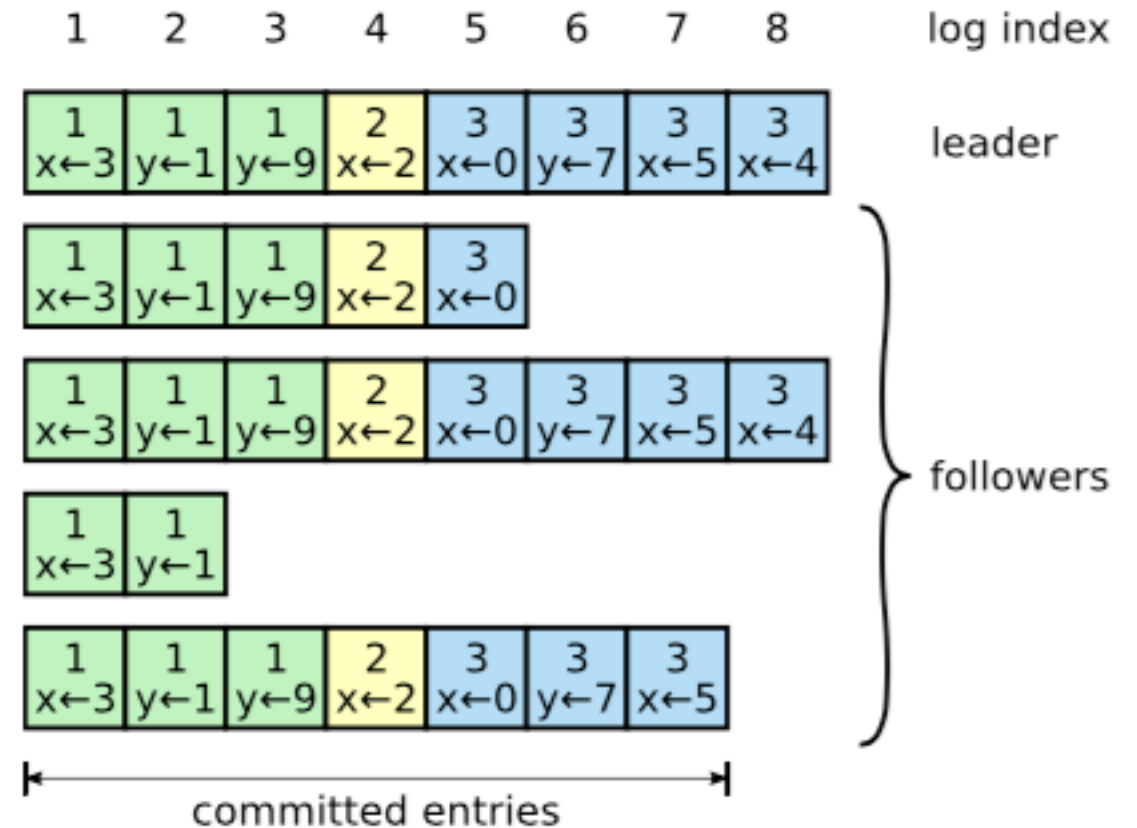 1 2 3 4 5 6 7 8 log index
1 1 1 2 3 3 3 3
x←3 y←1 y←9 x←2 x←0 y←7 x←5 x←4
leader
1 1 1 2 3
x←3 y←1 y←9 x←2 x←0
1 1 1 2 3 3 3 3
x←3 y←1 y←9 x←2 x←0 y←7 x←5 x←4
followers
1 1
x←3 y←1
1 1 1 2 3 3 3
x←3 y←1 y←9 x←2 x←0 y←7 x←5
committed entries